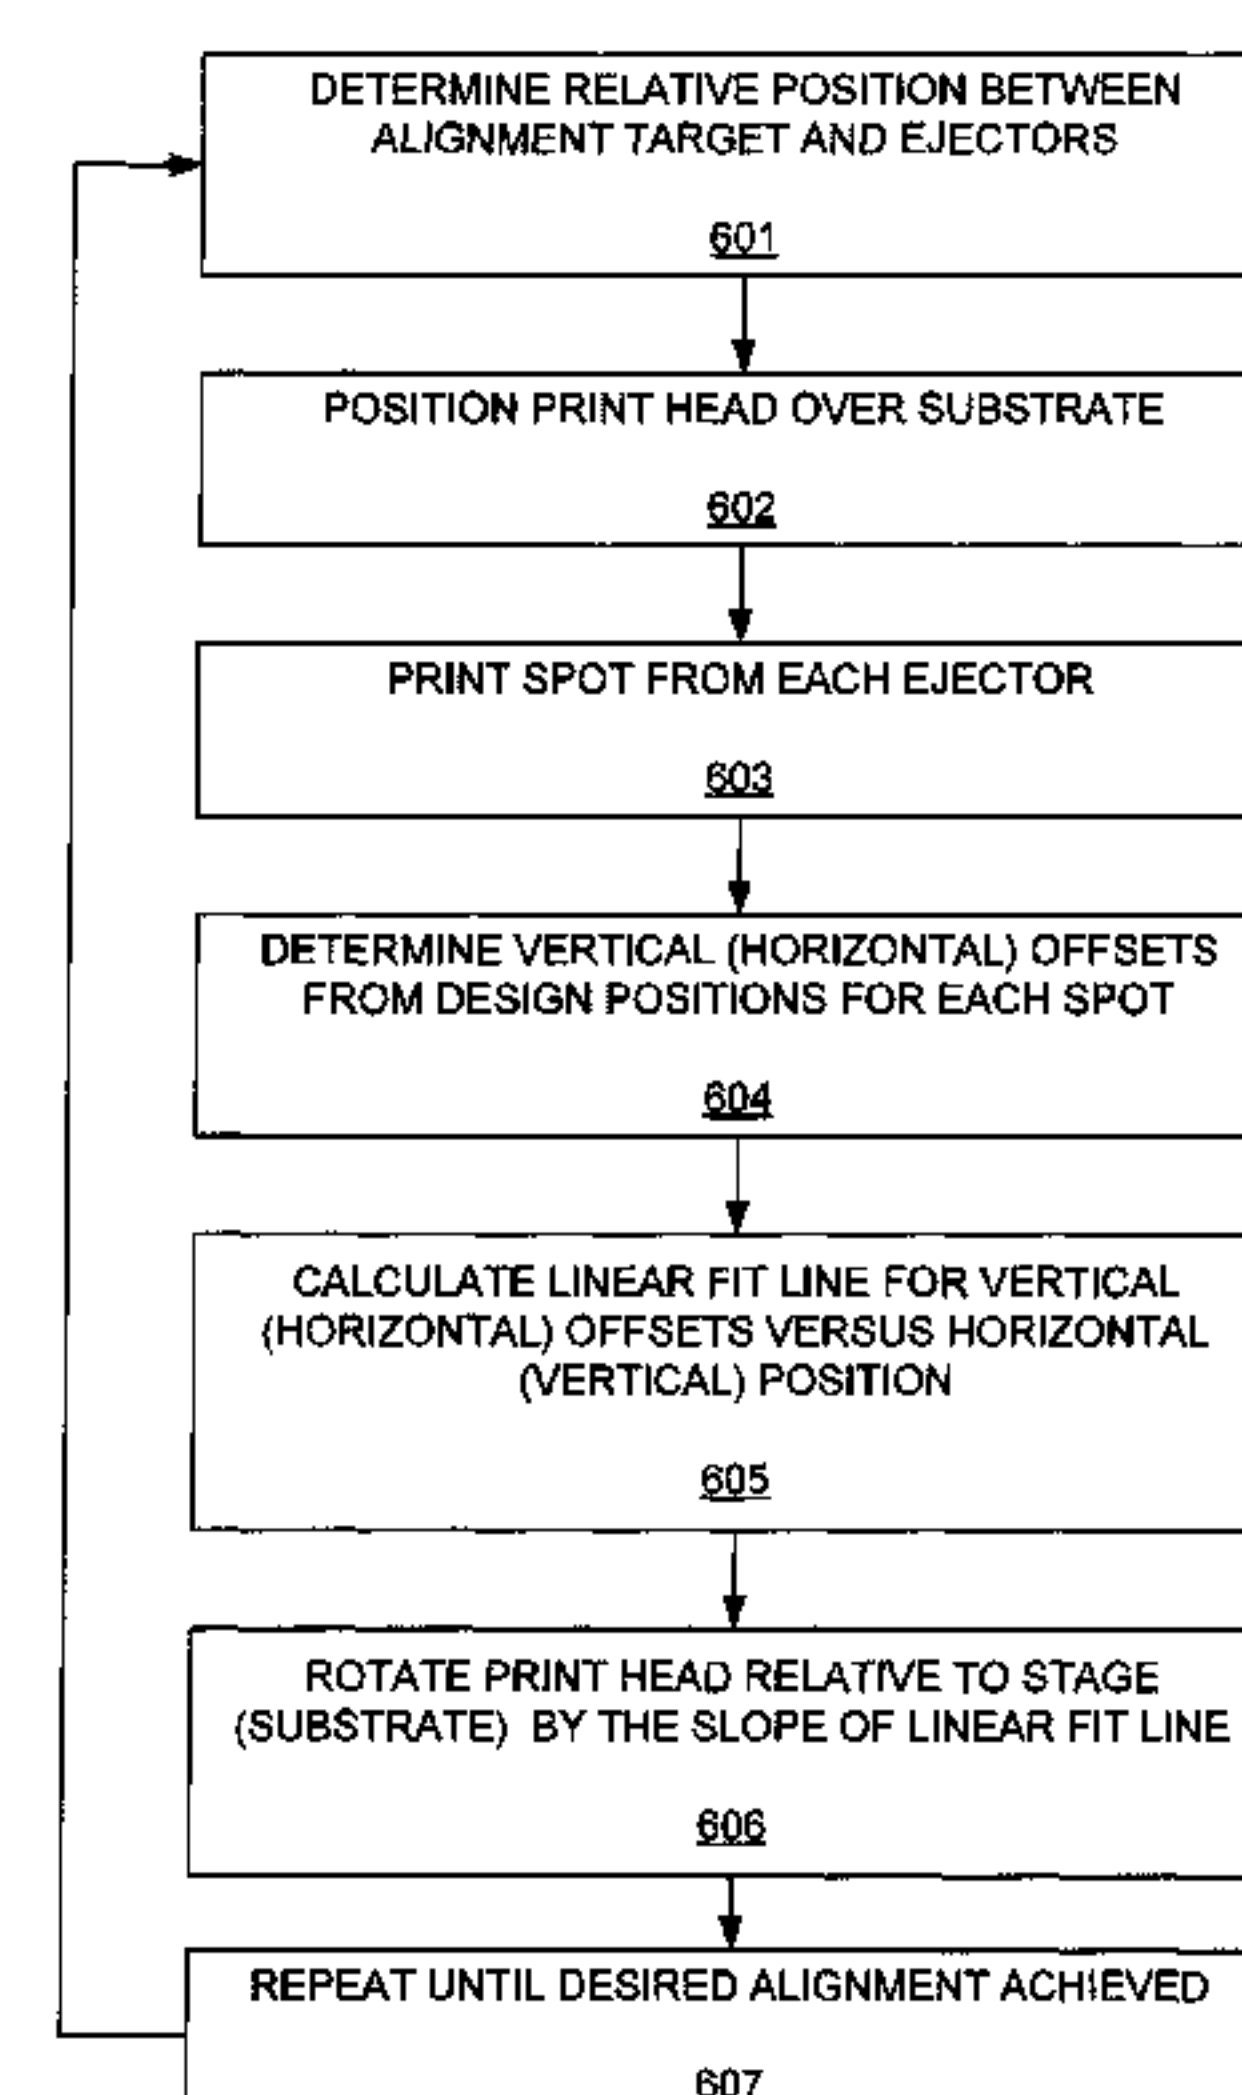 DETERMINE RELATIVE POSITION BETWEEN
ALIGNMENT TARGET AND EJECTORS
601
POSITION PRINT HEAD OVER SUBSTRATE
602
PRINT SPOT FROM EACH EJECTOR
603
DETERMINE VERTICAL (HORIZONTAL) OFFSETS
FROM DESIGN POSITIONS FOR EACH SPOT
604
CALCULATE LINEAR FIT LINE FOR VERTICAL
(HORIZONTAL) OFFSETS VERSUS HORIZONTAL
(VERTICAL) POSITION
605
ROTATE PRINT HEAD RELATIVE TO STAGE
(SUBSTRATE) BY THE SLOPE OF LINEAR FIT LINE
606
REPEAT UNTIL DESIRED ALIGNMENT ACHIEVED
607